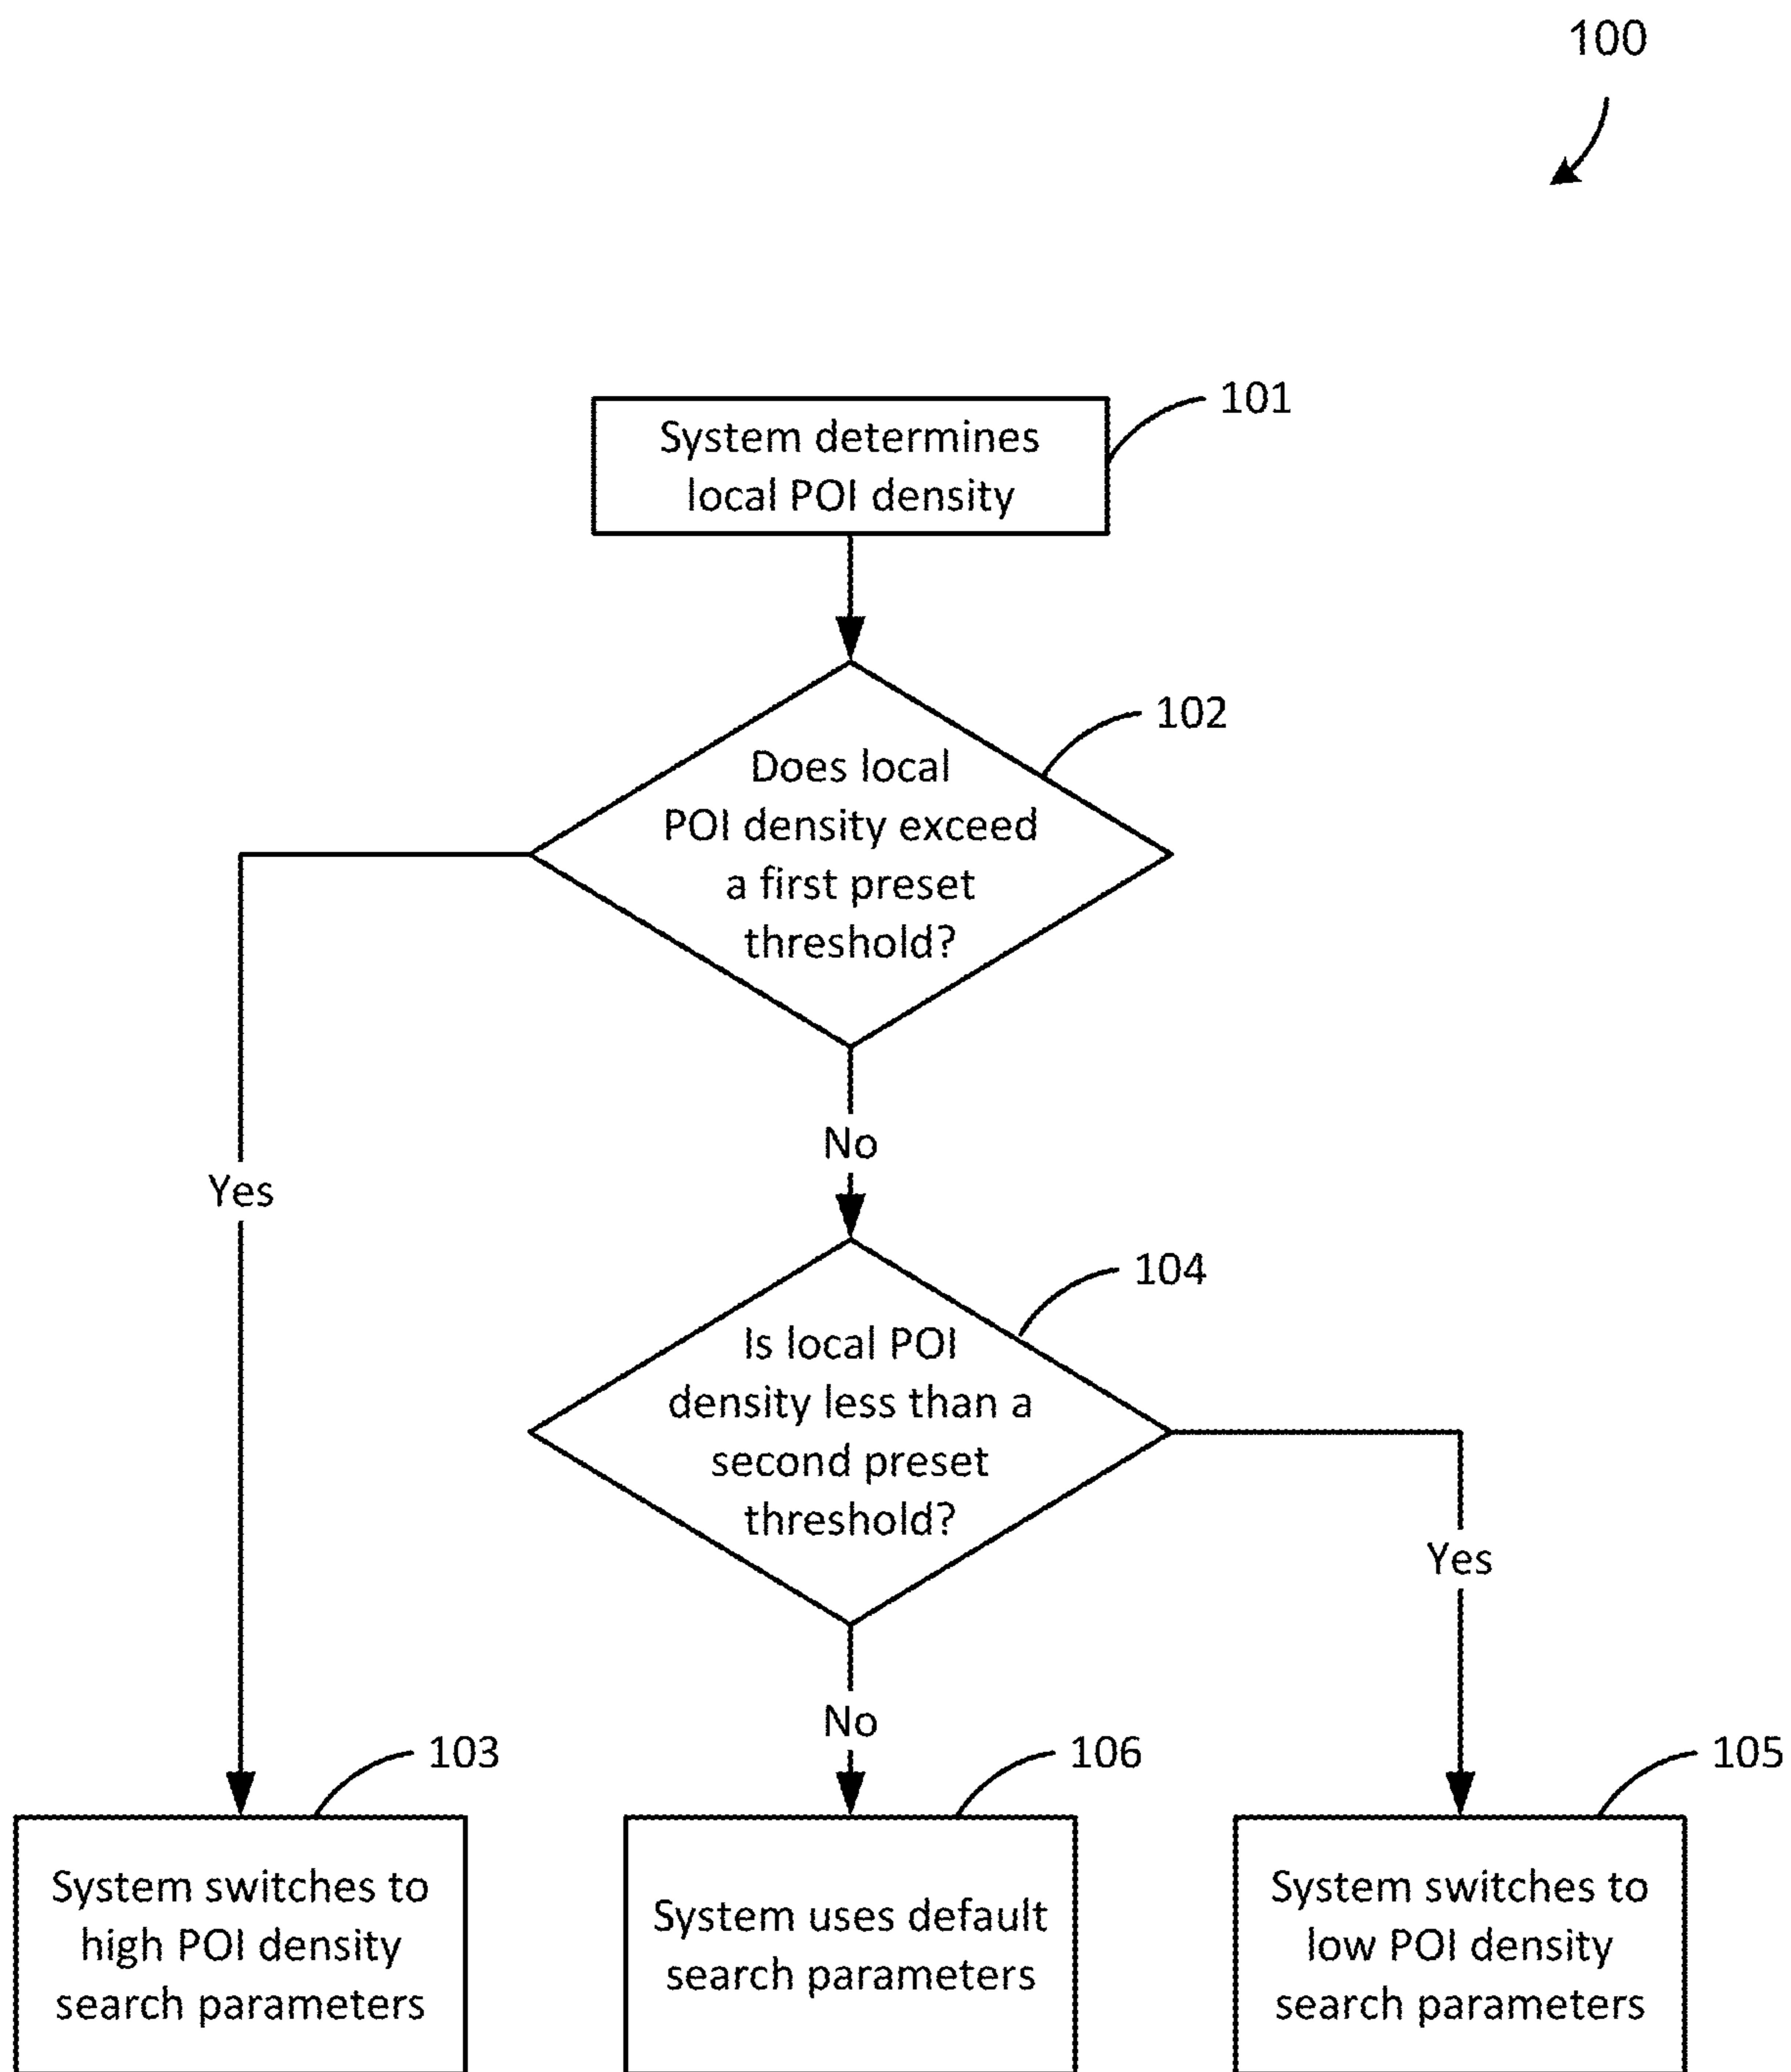 100
System determines
local POI density
101
Does local
POI density exceed
a first preset
threshold?
102
No
Yes
Is local POI
density less than a
second preset
threshold?
104
Yes
No
103
106
105
System switches to
high POI density
search parameters
System uses default
search parameters
System switches to
low POI density
search parameters